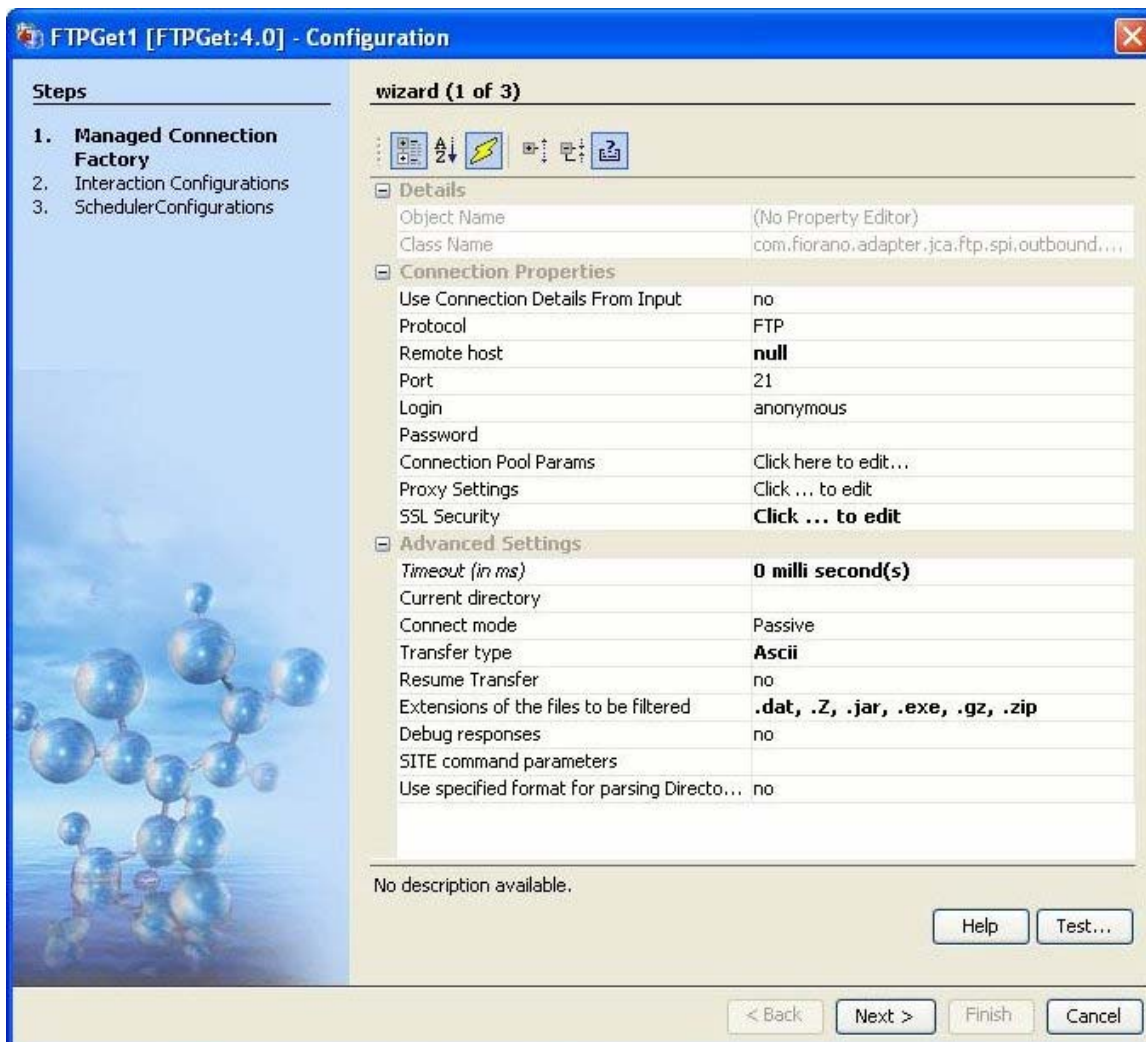 FTPGet1 [FTPGet:4.0] - Configuration
Steps
1. Managed Connection
Factory
2. Interaction Configurations
3. SchedulerConfigurations
wizard (1 of 3)
Details
Object Name (No Property Editor)
Class Name com.fiorano.adapter.jca.ftp.spi.outbound....
Connection Properties
Use Connection Details From Input no
Protocol FTP
Remote host null
Port 21
Login anonymous
Password
Connection Pool Params Click here to edit...
Proxy Settings Click ... to edit
SSL Security Click ... to edit
Advanced Settings
Timeout (in ms) 0 milli second(s)
Current directory
Connect mode Passive
Transfer type Ascii
Resume Transfer no
Extensions of the files to be filtered .dat, .Z, .jar, .exe, .gz, .zip
Debug responses no
SITE command parameters
Use specified format for parsing Directo... no
No description available.
Help Test...
< Back Next > Finish Cancel